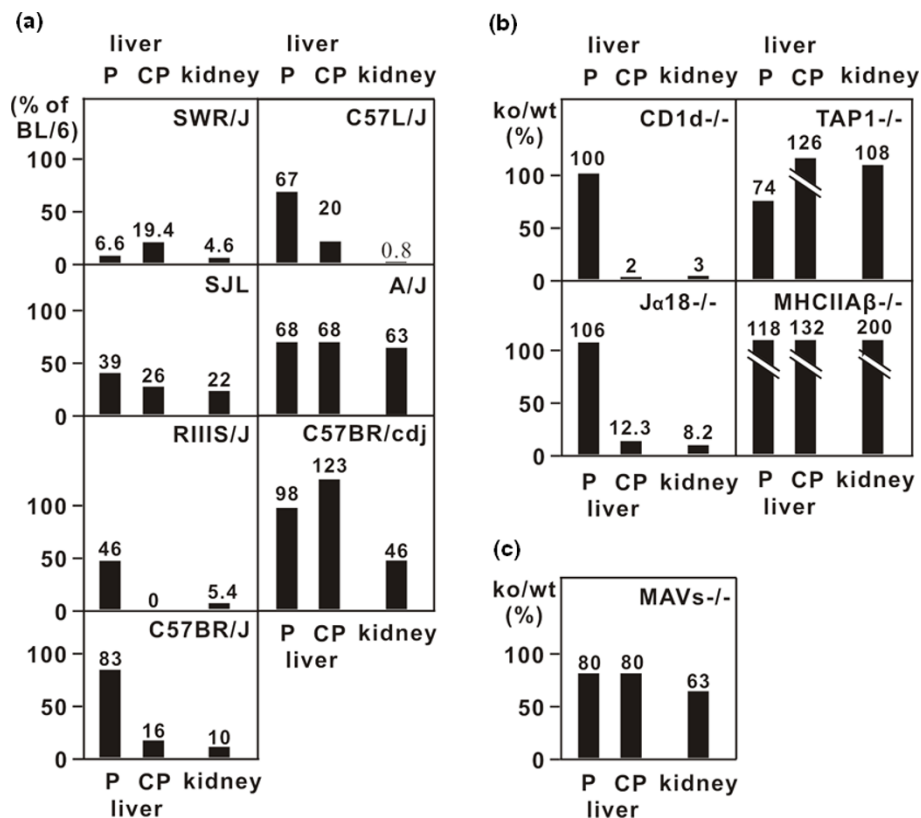 (a)
liver
liver
P CP kidney
P CP kidney
(% of
BL/6)
SWR/J
C57L/J
100
50
0
6.6
19.4
4.6
67
20
0.8
SJL
A/J
100
50
0
39
26
22
68
68
63
RIIIS/J
C57BR/cdj
100
50
0
46
0
5.4
98
123
46
C57BR/J
P CP kidney
liver
100
50
0
83
16
10
P CP kidney
liver
(b)
liver
liver
P CP kidney
P CP kidney
ko/wt
(%)
CD1d-/-
TAP1-/-
100
50
0
100
2
3
74
126
108
Jα18-/-
MHCIIAβ-/-
100
50
0
106
12.3
8.2
118
132
200
P CP kidney
P CP kidney
liver
liver
(c)
ko/wt
(%)
MAVs-/-
100
50
0
80
80
63
P CP kidney
liver